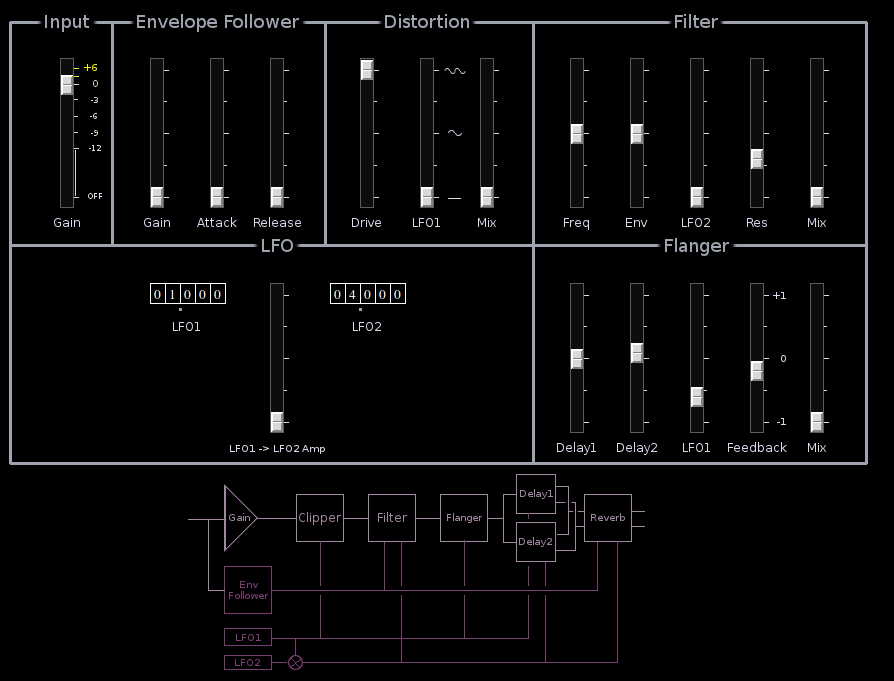 Input
Envelope Follower
Distortion
Filter
+6
0
-3
-6
-9
-12
OFF
Gain
Gain
Attack
Release
Drive
LFO1
Mix
Freq
Env
LFO2
Res
Mix
LFO
Flanger
01000
LFO1
04000
LFO2
LFO1 -> LFO2 Amp
+1
0
-1
Delay1
Delay2
LFO1
Feedback
Mix
Gain
Clipper
Filter
Flanger
Delay1
Delay2
Reverb
Env
Follower
LFO1
LFO2